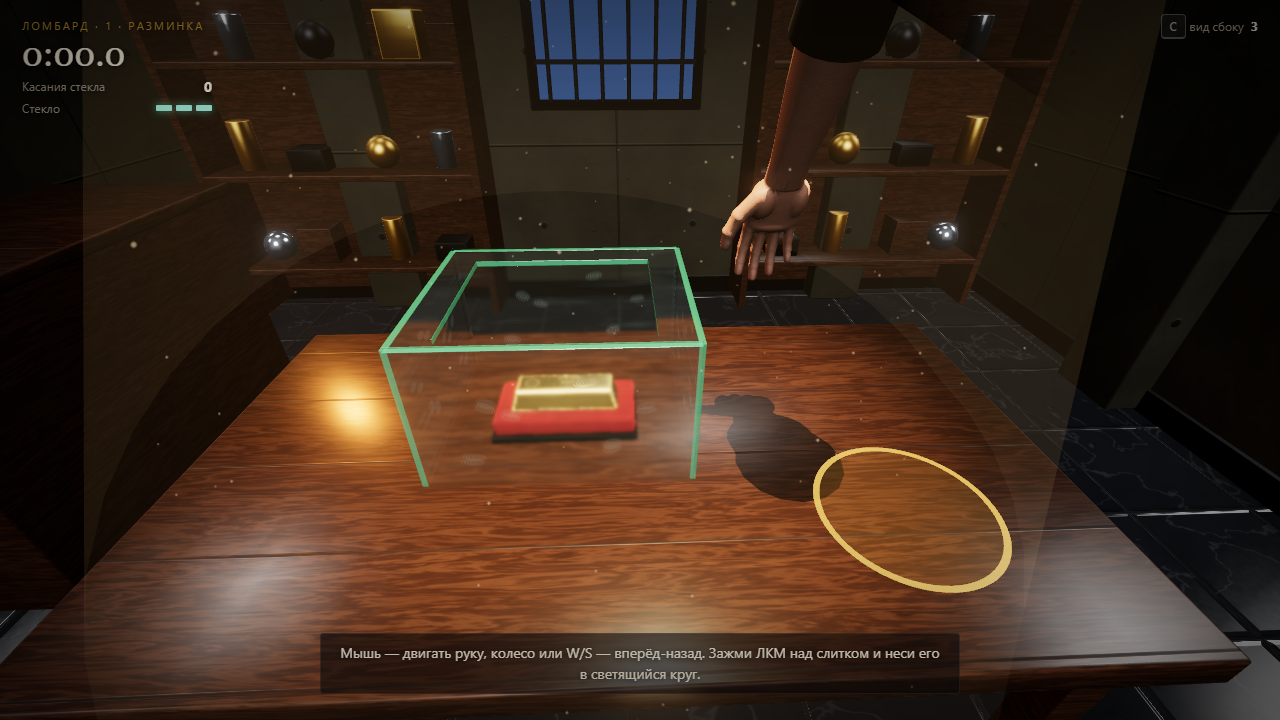 ЛОМБАРД · 1 · РАЗМИНКА
0:00.0
Касания стекла 0
Стекло
C вид сбоку 3
Мышь — двигать руку, колесо или W/S — вперёд-назад. Зажми ЛКМ над слитком и неси его
в светящийся круг.